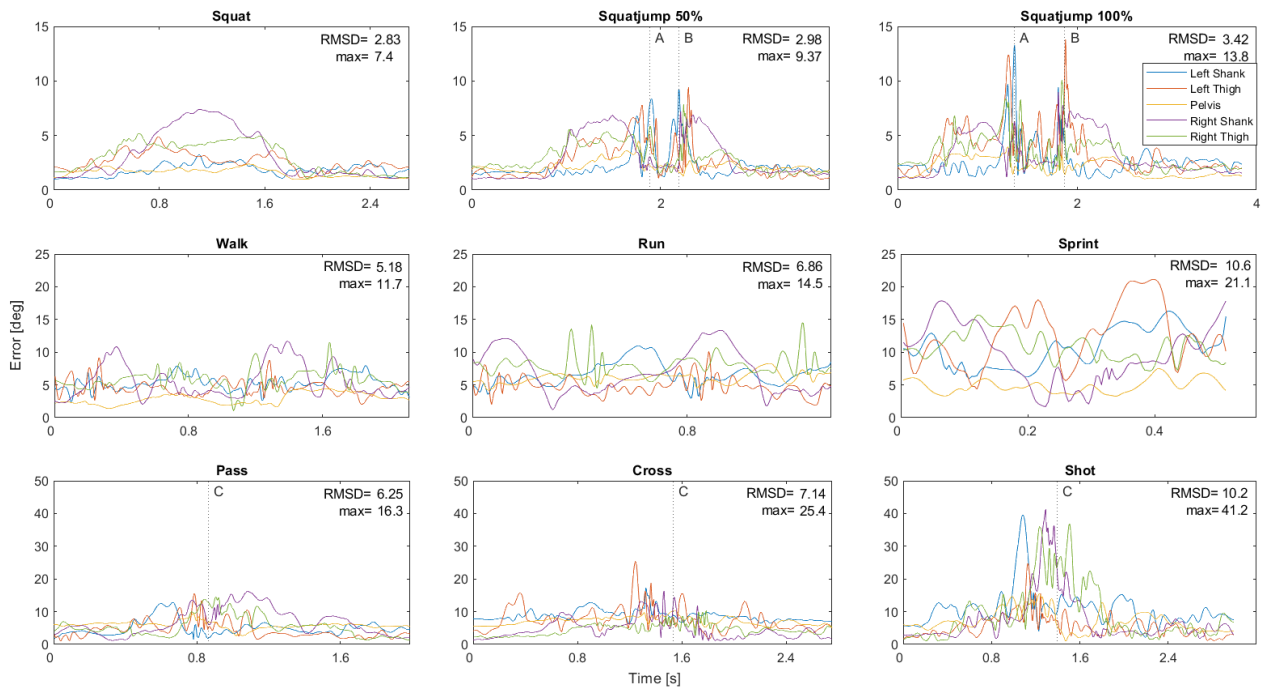 Squat
15
10
5
0
RMSD= 2.83
max= 7.4
0 0.8 1.6 2.4
Squatjump 50%
15
10
5
0
A B
RMSD= 2.98
max= 9.37
0 2
Squatjump 100%
15
10
5
0
A B
RMSD= 3.42
max= 13.8
Left Shank
Left Thigh
Pelvis
Right Shank
Right Thigh
0 2 4
Error [deg]
Walk
25
20
15
10
5
0
RMSD= 5.18
max= 11.7
0 0.8 1.6
Run
25
20
15
10
5
0
RMSD= 6.86
max= 14.5
0 0.8
Sprint
25
20
15
10
5
0
RMSD= 10.6
max= 21.1
0 0.2 0.4
Pass
50
40
30
20
10
0
C
RMSD= 6.25
max= 16.3
0.8 1.6
Cross
50
40
30
20
10
0
C
RMSD= 7.14
max= 25.4
0 0.8 1.6 2.4
Shot
50
40
30
20
10
0
C
RMSD= 10.2
max= 41.2
0 0.8 1.6 2.4
Time [s]